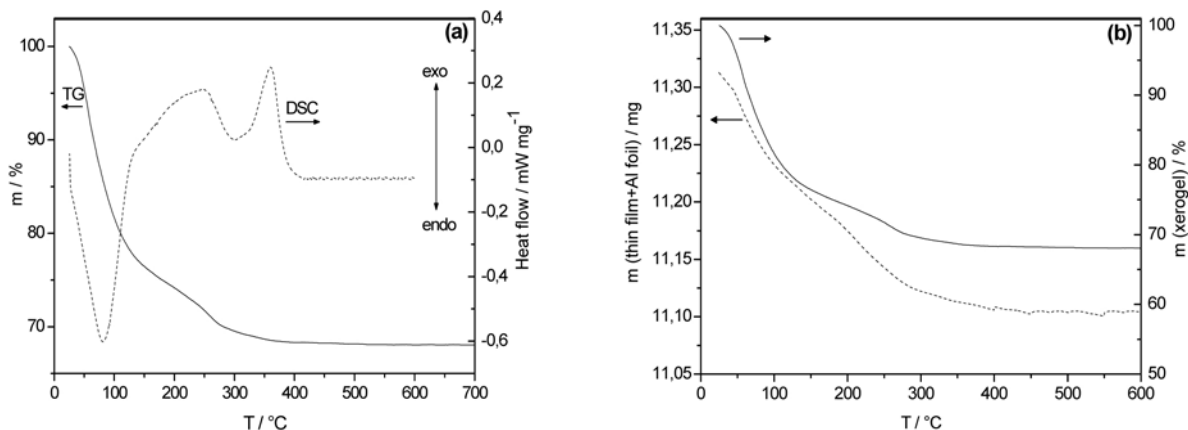 (a)
0,4
100
0,2
exo
TG
DSC
90
0,0
m / %
-0,2
Heat flow / mW mg-1
endo
80
-0,4
70
-0,6
0 100 200 300 400 500 600 700
T / °C
(b)
11,35
100
11,30
90
11,25
80
11,20
m (thin film+Al foil) / mg
m (xerogel) / %
70
11,15
60
11,10
11,05
50
0 100 200 300 400 500 600
T / °C